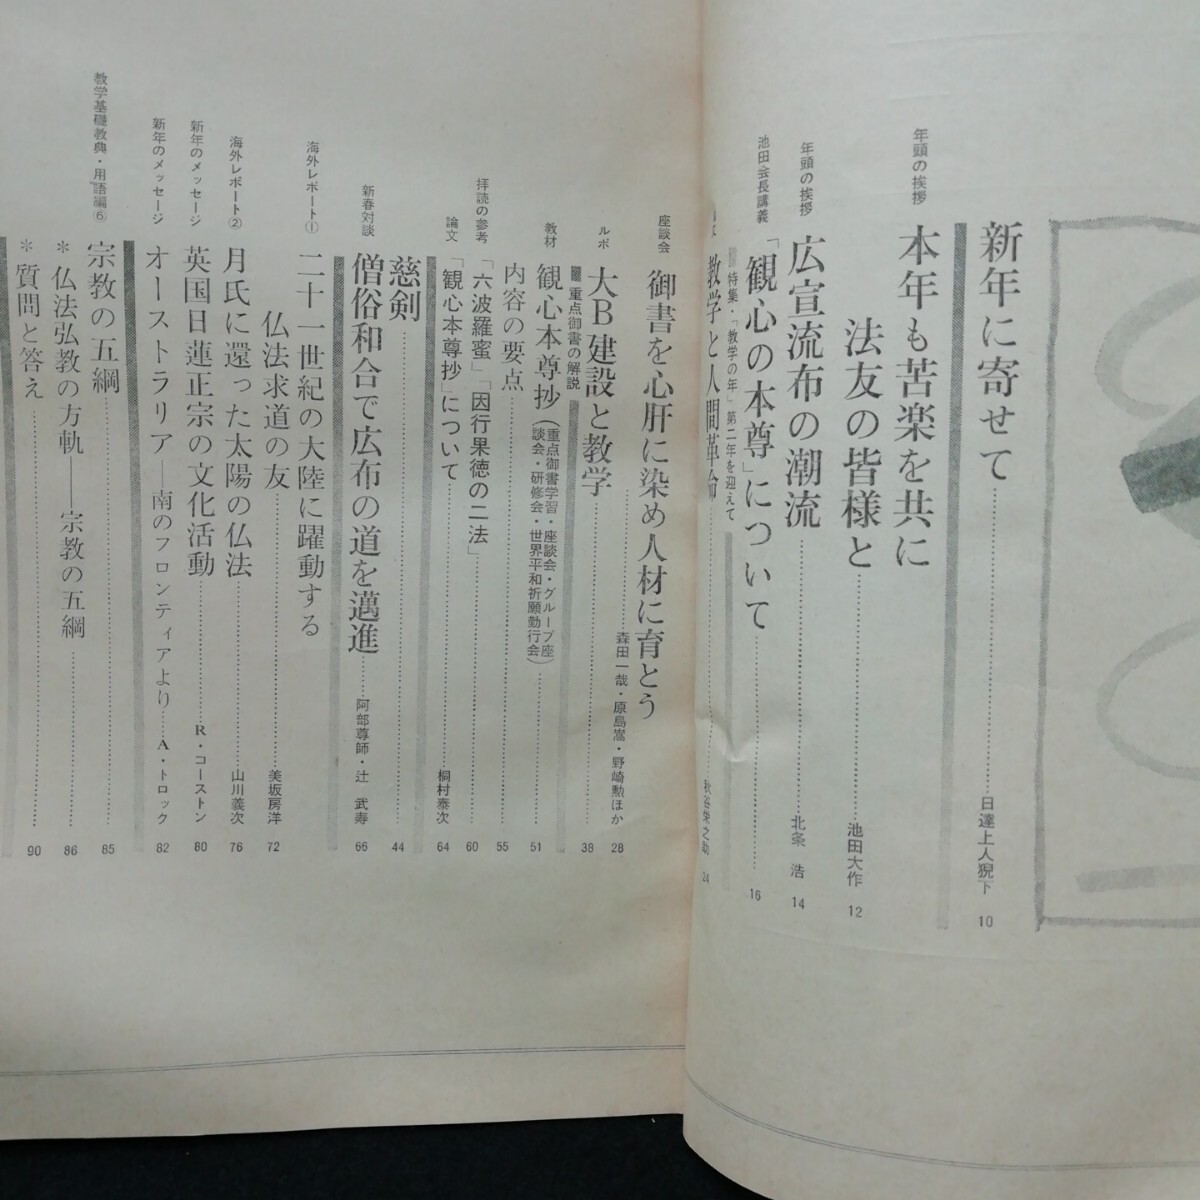 新年に寄せて
日達上人猊下 10
年頭の挨拶
本年も苦楽を共に
法友の皆様と
池田大作 12
年頭の挨拶
広宣流布の潮流
北条 浩 14
池田会長講義
「観心の本尊」について
16
特集・「教学の年」第二年を迎えて
教学と人間革命
秋谷栄之助 24
座談会
御書を心肝に染め人材に育とう
森田一哉・原島嵩・野崎勲ほか 28
ルポ
大B建設と教学
38
重点御書の解説
教材
観心本尊抄(重点御書学習・座談会・グループ座談会・研修会・世界平和祈願勤行会)
51
内容の要点
55
拝読の参考
「六波羅蜜」「因行果徳の二法」
60
論文
「観心本尊抄」について
桐村泰次 64
慈剣
44
新春対談
僧俗和合で広布の道を邁進
阿部尊師・辻 武寿 66
海外レポート①
二十一世紀の大陸に躍動する
仏法求道の友
美坂房洋 72
海外レポート②
月氏に還った太陽の仏法
山川義次 76
新年のメッセージ
英国日蓮正宗の文化活動
R・コーストン 80
新年のメッセージ
オーストラリア—南のフロンティアより
A・トロック 82
教学基礎教典・用語編⑥
宗教の五綱
85
＊仏法弘教の方軌——宗教の五綱
86
＊質問と答え
90